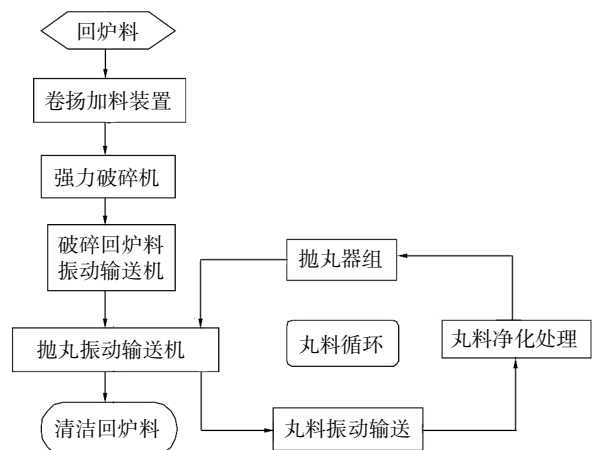 回炉料
卷扬加料装置
强力破碎机
破碎回炉料
振动输送机
抛丸振动输送机
清洁回炉料
抛丸器组
丸料循环
丸料净化处理
丸料振动输送